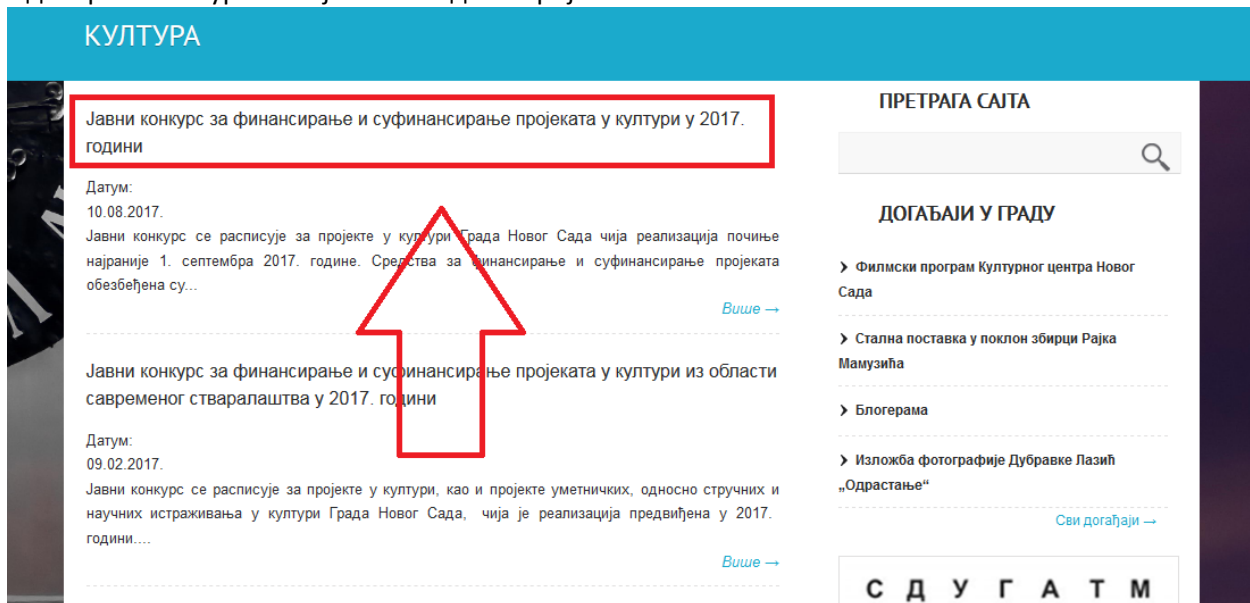 КУЛТУРА
Јавни конкурс за финансирање и суфинансирање пројеката у култури у 2017.
години
Датум:
10.08.2017.
Јавни конкурс се расписује за пројекте у култури Града Новог Сада чија реализација почиње
најраније 1. септембра 2017. године. Средства за финансирање и суфинансирање пројеката
обезбеђена су...
Више →
Јавни конкурс за финансирање и суфинансирање пројеката у култури из области
савременог стваралаштва у 2017. години
Датум:
09.02.2017.
Јавни конкурс се расписује за пројекте у култури, као и пројекте уметничких, односно стручних и
научних истраживања у култури Града Новог Сада, чија је реализација предвиђена у 2017.
години....
Више →
ПРЕТРАГА САЈТА
ДОГАЂАЈИ У ГРАДУ
Филмски програм Културног центра Новог
Сада
Стална поставка у поклон збирци Рајка
Мамузића
Блогерама
Изложба фотографије Дубравке Лазић
„Одрастање“
Сви догађаји →
С Д У Г А Т М